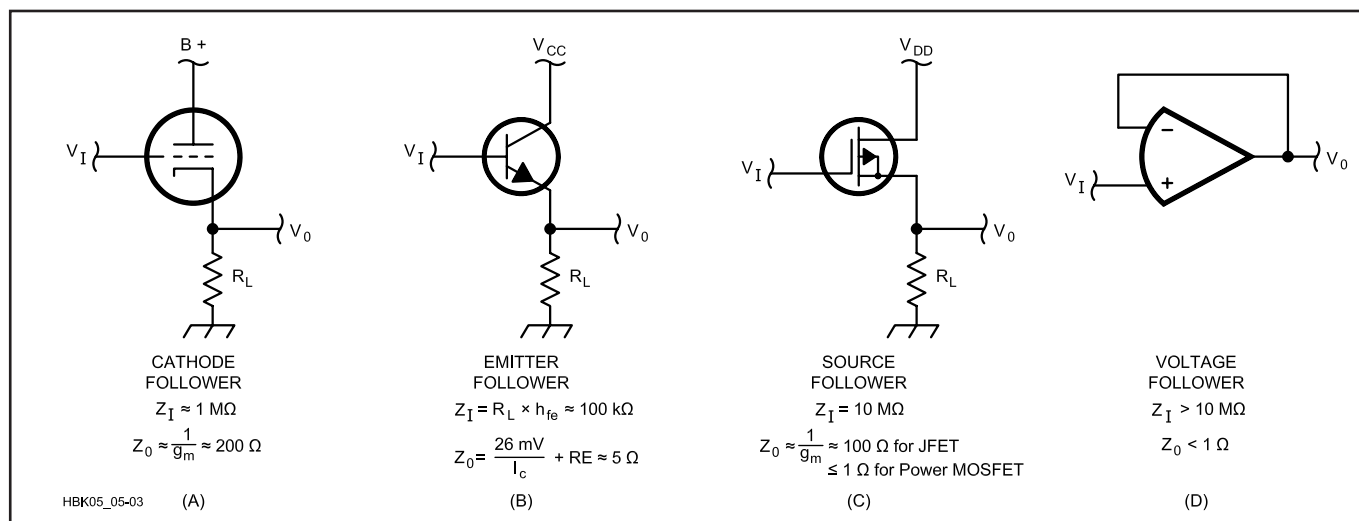 B +
V_I
V_0
R_L
CATHODE
FOLLOWER
Z_I ≈ 1 MΩ
Z_0 ≈ 1/g_m ≈ 200 Ω
(A)
V_CC
V_I
V_0
R_L
EMITTER
FOLLOWER
Z_I = R_L × h_fe ≈ 100 kΩ
Z_0 = 26 mV/I_c + RE ≈ 5 Ω
(B)
V_DD
V_I
V_0
R_L
SOURCE
FOLLOWER
Z_I = 10 MΩ
Z_0 ≈ 1/g_m ≈ 100 Ω for JFET
≤ 1 Ω for Power MOSFET
(C)
−
+
V_I
V_0
VOLTAGE
FOLLOWER
Z_I > 10 MΩ
Z_0 < 1 Ω
(D)
HBK05_05-03